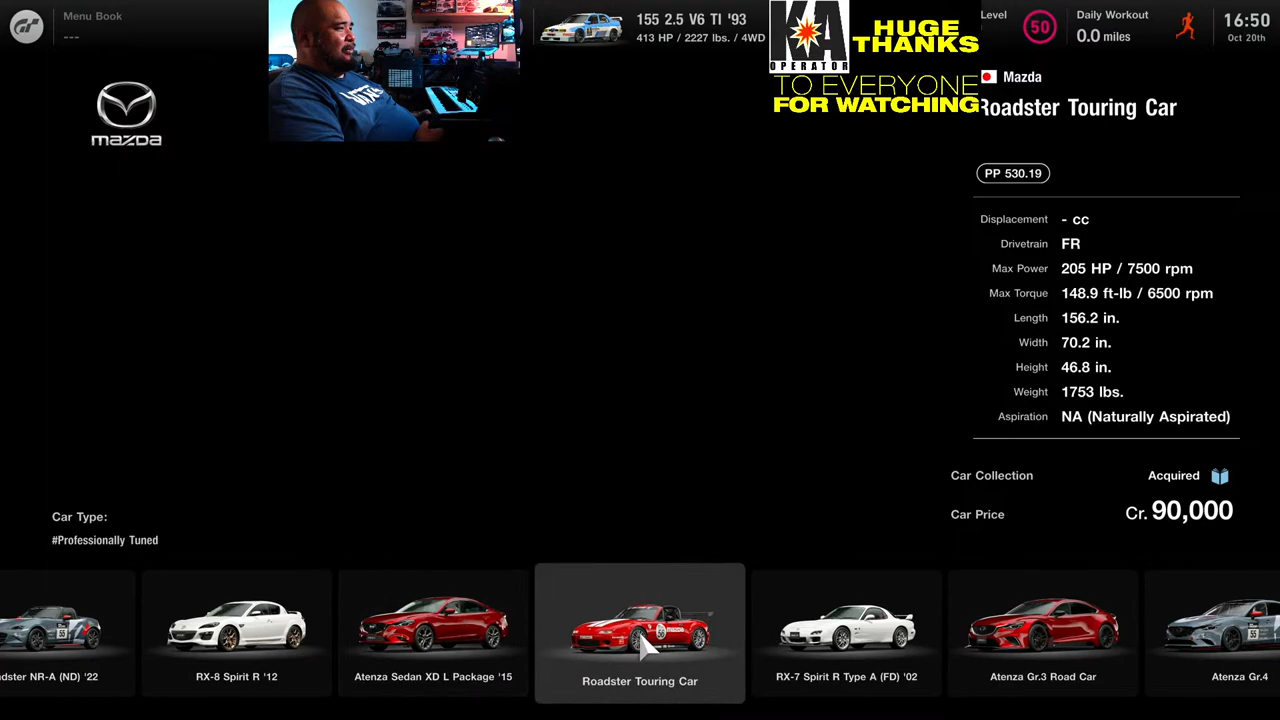 Menu Book
---
155 2.5 V6 TI '93
413 HP / 2227 lbs. / 4WD
KA
OPERATOR
HUGE
THANKS
TO EVERYONE
FOR WATCHING
Level
50
Daily Workout
0.0 miles
16:50
Oct 20th
mazda
Mazda
Roadster Touring Car
PP 530.19
Displacement - cc
Drivetrain FR
Max Power 205 HP / 7500 rpm
Max Torque 148.9 ft-lb / 6500 rpm
Length 156.2 in.
Width 70.2 in.
Height 46.8 in.
Weight 1753 lbs.
Aspiration NA (Naturally Aspirated)
Car Collection Acquired
Car Price Cr. 90,000
Car Type:
#Professionally Tuned
dster NR-A (ND) '22
RX-8 Spirit R '12
Atenza Sedan XD L Package '15
Roadster Touring Car
RX-7 Spirit R Type A (FD) '02
Atenza Gr.3 Road Car
Atenza Gr.4